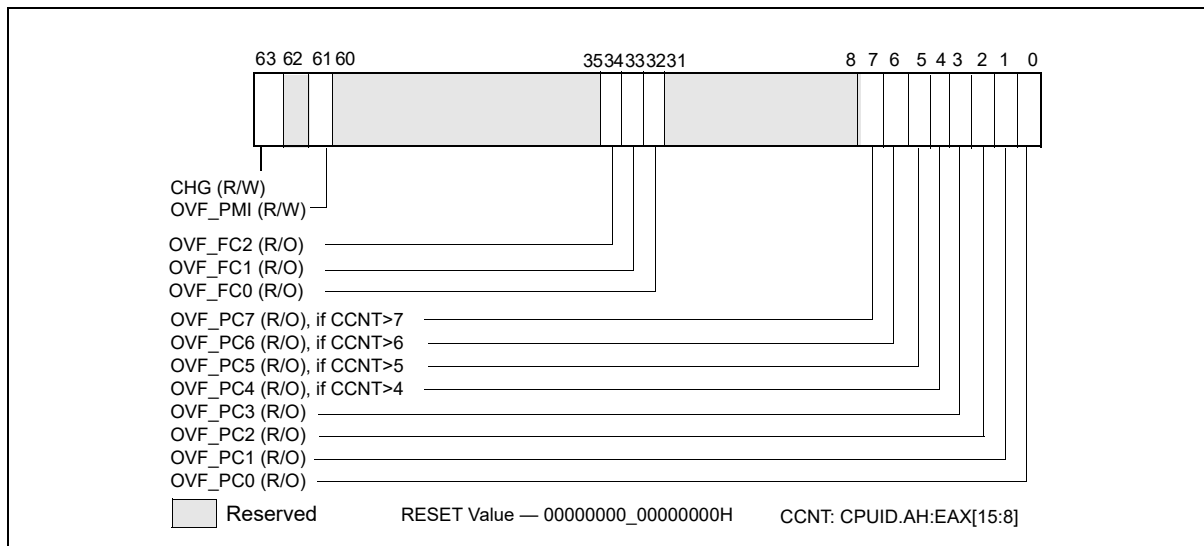 63 62 61 60 35 34 33 32 31 8 7 6 5 4 3 2 1 0
CHG (R/W)
OVF_PMI (R/W)
OVF_FC2 (R/O)
OVF_FC1 (R/O)
OVF_FC0 (R/O)
OVF_PC7 (R/O), if CCNT>7
OVF_PC6 (R/O), if CCNT>6
OVF_PC5 (R/O), if CCNT>5
OVF_PC4 (R/O), if CCNT>4
OVF_PC3 (R/O)
OVF_PC2 (R/O)
OVF_PC1 (R/O)
OVF_PC0 (R/O)
Reserved RESET Value — 00000000_00000000H CCNT: CPUID.AH:EAX[15:8]